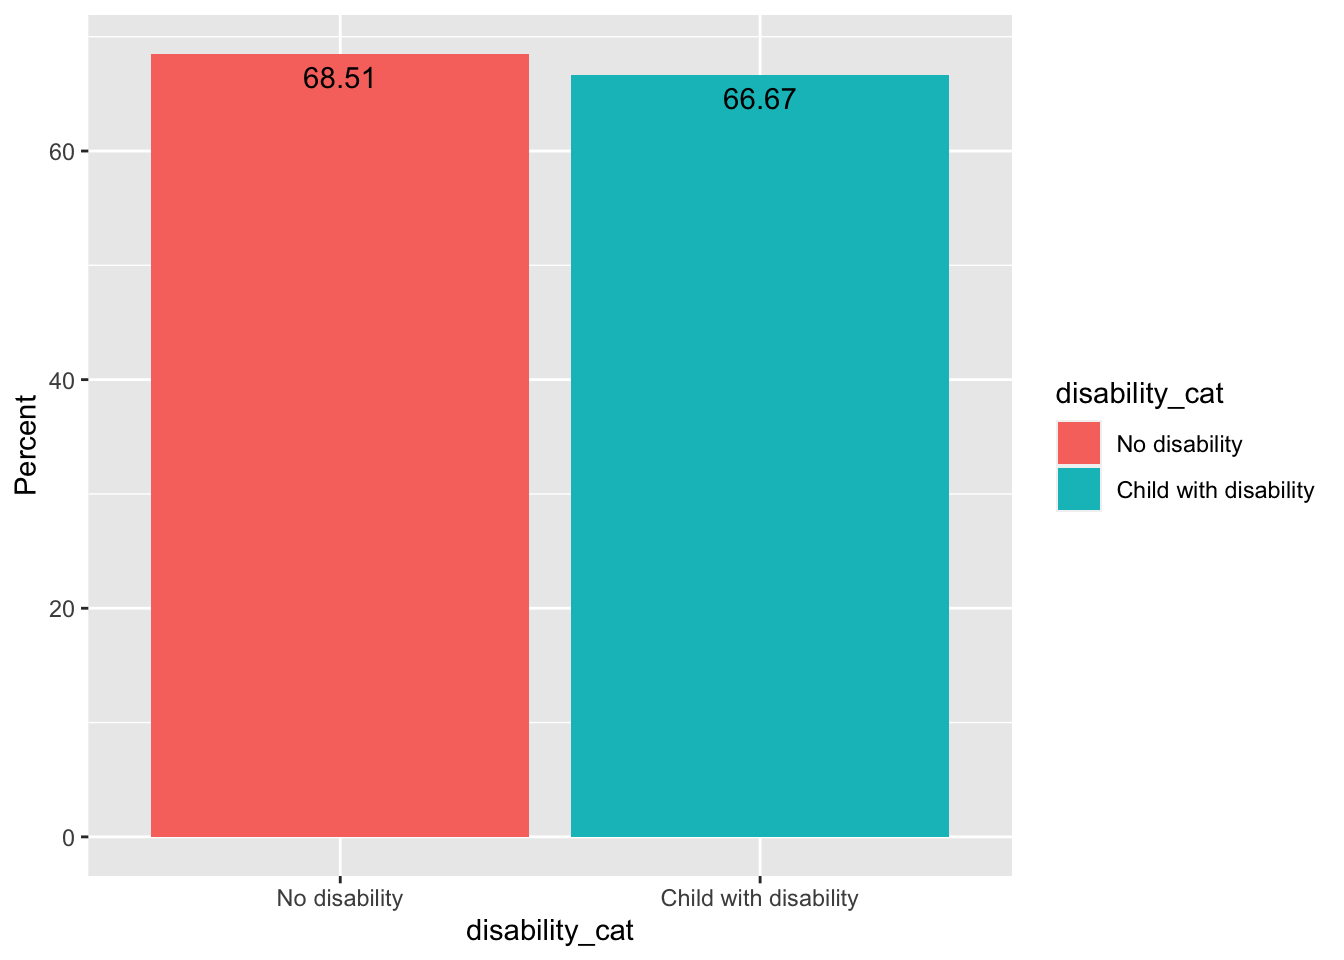 68.51
66.67
60
40
20
0
Percent
No disability
Child with disability
disability_cat
disability_cat
No disability
Child with disability